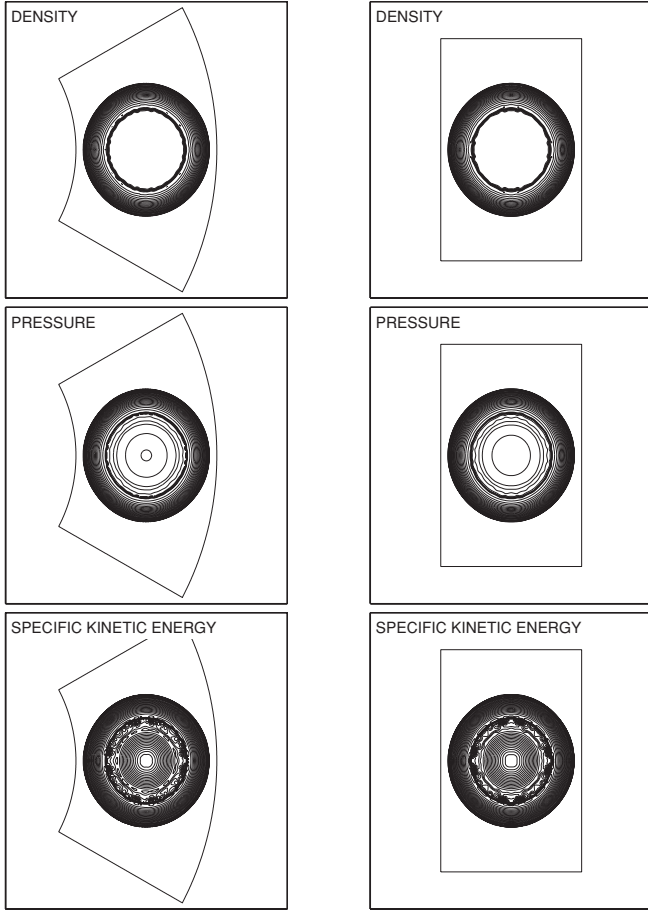 DENSITY
DENSITY
PRESSURE
PRESSURE
SPECIFIC KINETIC ENERGY
SPECIFIC KINETIC ENERGY